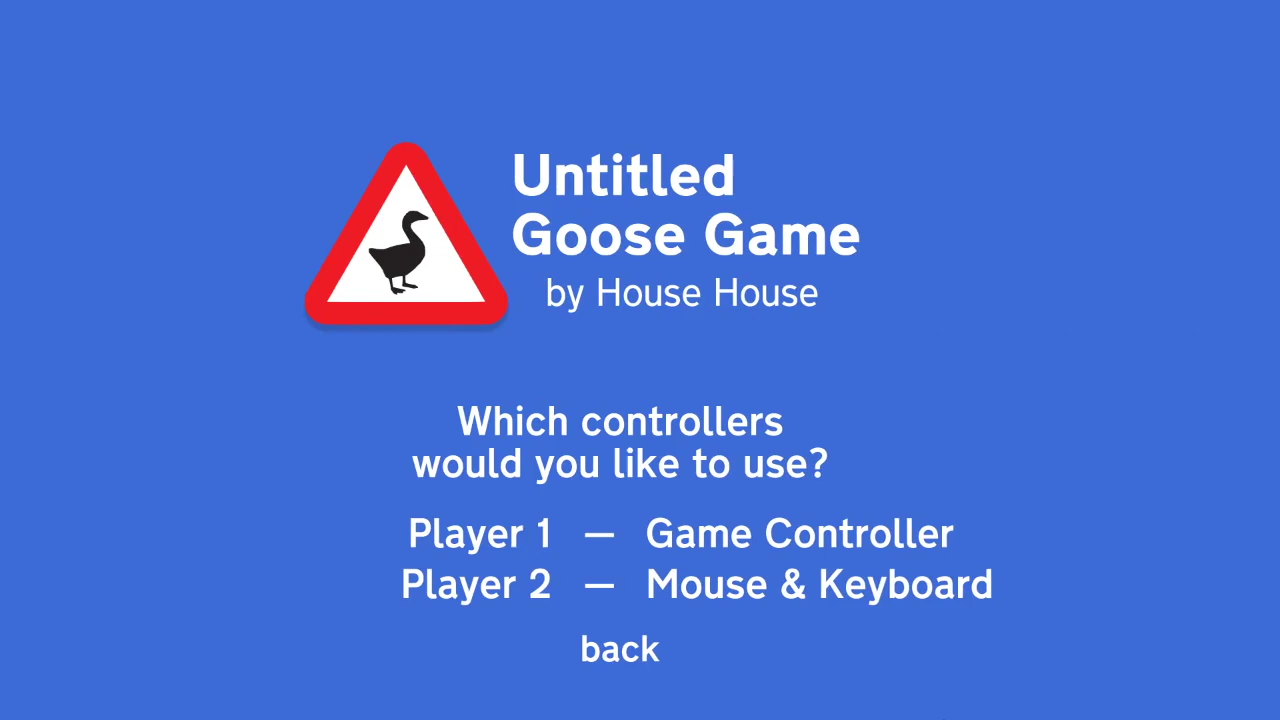 Untitled
Goose Game
by House House
Which controllers
would you like to use?
Player 1 — Game Controller
Player 2 — Mouse & Keyboard
back